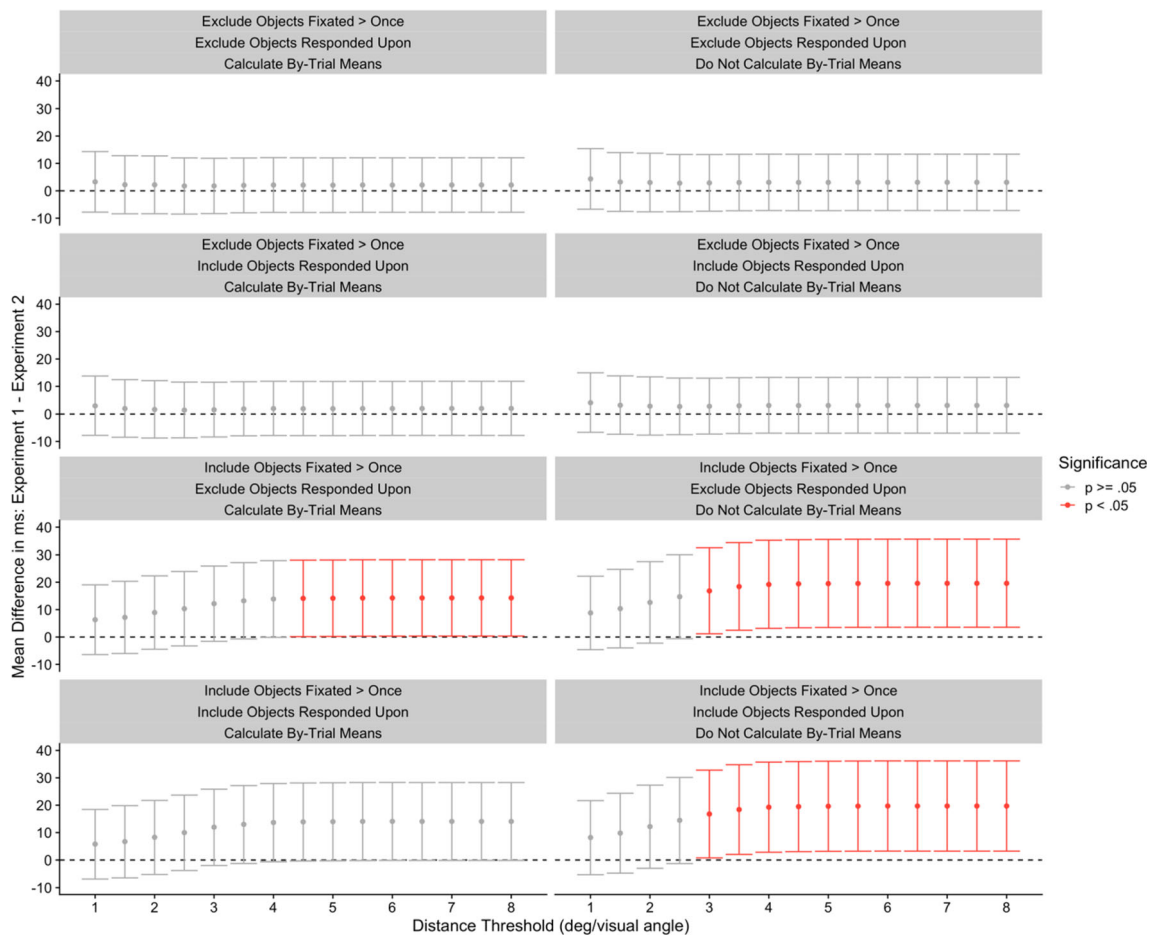 Exclude Objects Fixated > Once
Exclude Objects Responded Upon
Calculate By-Trial Means
Exclude Objects Fixated > Once
Exclude Objects Responded Upon
Do Not Calculate By-Trial Means
40
30
20
10
0
-10
Exclude Objects Fixated > Once
Include Objects Responded Upon
Calculate By-Trial Means
Exclude Objects Fixated > Once
Include Objects Responded Upon
Do Not Calculate By-Trial Means
40
30
20
10
0
-10
Mean Difference in ms: Experiment 1 - Experiment 2
Include Objects Fixated > Once
Exclude Objects Responded Upon
Calculate By-Trial Means
Include Objects Fixated > Once
Exclude Objects Responded Upon
Do Not Calculate By-Trial Means
40
30
20
10
0
-10
Significance
p >= .05
p < .05
Include Objects Fixated > Once
Include Objects Responded Upon
Calculate By-Trial Means
Include Objects Fixated > Once
Include Objects Responded Upon
Do Not Calculate By-Trial Means
40
30
20
10
0
-10
1 2 3 4 5 6 7 8
1 2 3 4 5 6 7 8
Distance Threshold (deg/visual angle)